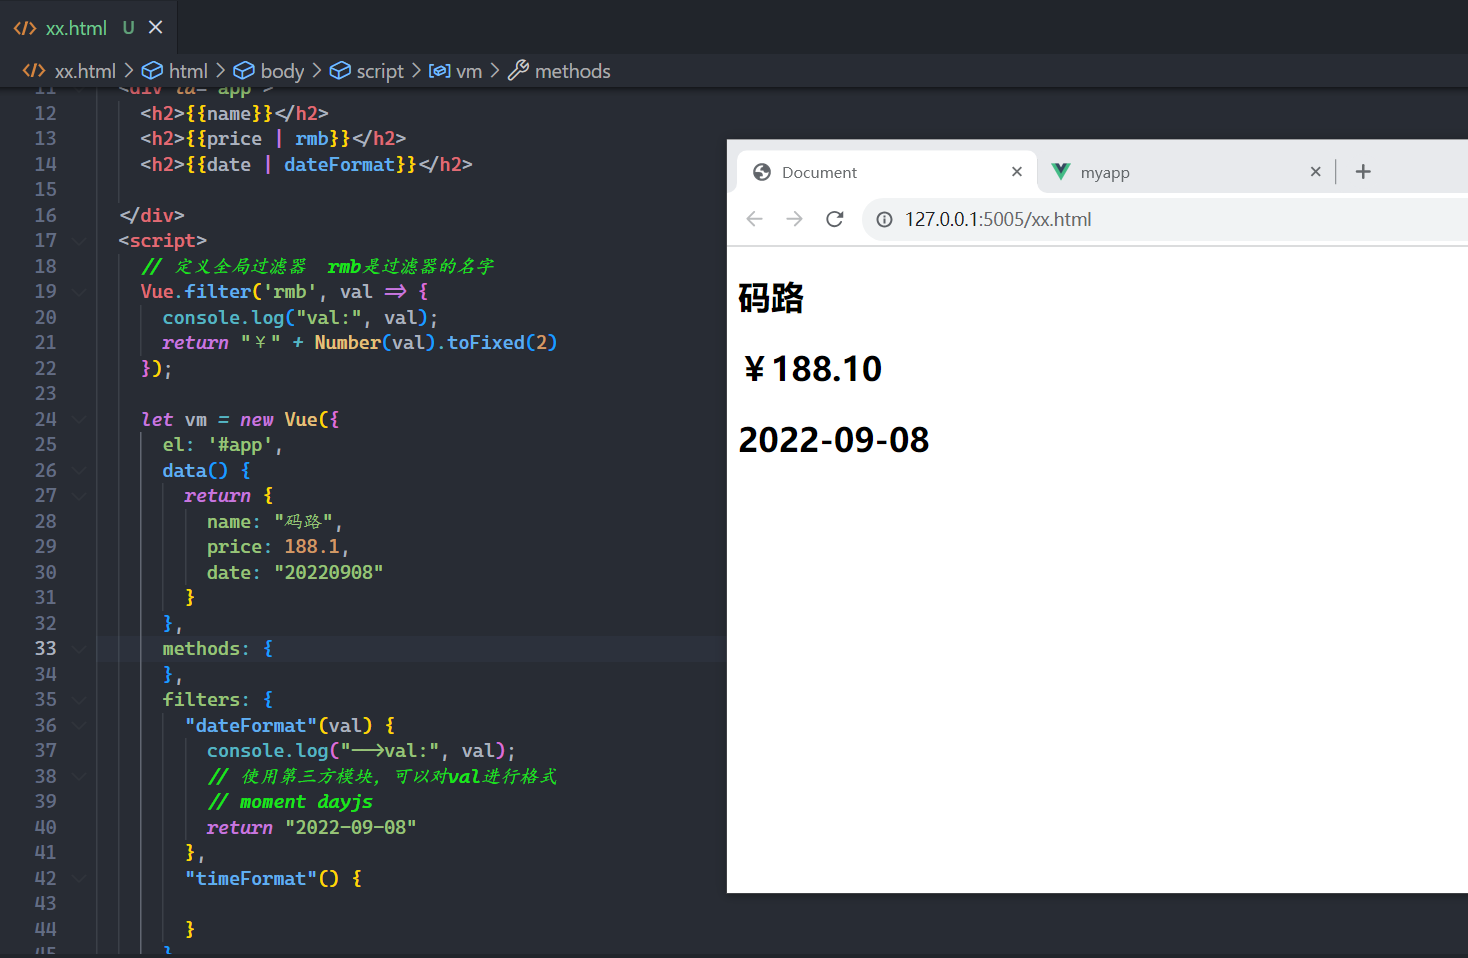 xx.html U
xx.html html body script vm methods
11 <div id="app">
12 <h2>{{name}}</h2>
13 <h2>{{price | rmb}}</h2>
14 <h2>{{date | dateFormat}}</h2>
15
16 </div>
17 <script>
18 // 定义全局过滤器  rmb是过滤器的名字
19 Vue.filter('rmb', val => {
20 console.log("val:", val);
21 return "￥" + Number(val).toFixed(2)
22 });
23
24 let vm = new Vue({
25 el: '#app',
26 data() {
27 return {
28 name: "码路",
29 price: 188.1,
30 date: "20220908"
31 }
32 },
33 methods: {
34 },
35 filters: {
36 "dateFormat"(val) {
37 console.log("-->val:", val);
38 // 使用第三方模块，可以对val进行格式
39 // moment dayjs
40 return "2022-09-08"
41 },
42 "timeFormat"() {
43
44 }
45 }
Document myapp
127.0.0.1:5005/xx.html
码路
￥188.10
2022-09-08